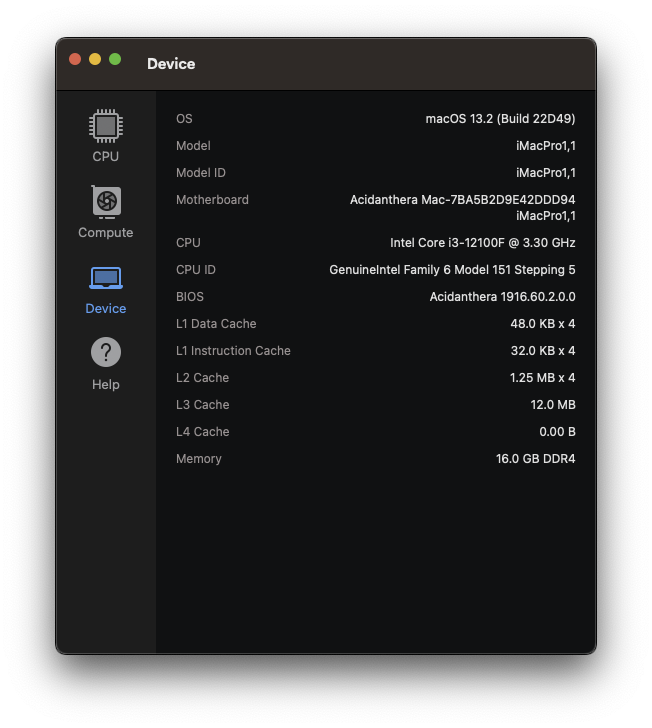 Device
CPU
Compute
Device
Help
OS macOS 13.2 (Build 22D49)
Model iMacPro1,1
Model ID iMacPro1,1
Motherboard Acidanthera Mac-7BA5B2D9E42DDD94
iMacPro1,1
CPU Intel Core i3-12100F @ 3.30 GHz
CPU ID GenuineIntel Family 6 Model 151 Stepping 5
BIOS Acidanthera 1916.60.2.0.0
L1 Data Cache 48.0 KB x 4
L1 Instruction Cache 32.0 KB x 4
L2 Cache 1.25 MB x 4
L3 Cache 12.0 MB
L4 Cache 0.00 B
Memory 16.0 GB DDR4